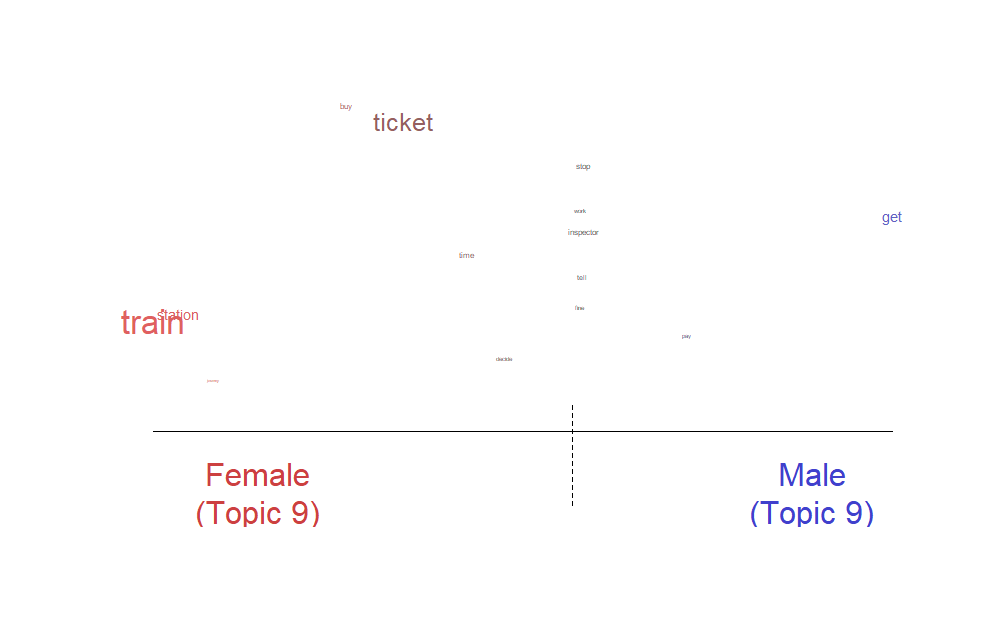 buy
ticket
stop
work
get
inspector
time
tell
fine
station
train
pay
decide
Female
(Topic 9)
Male
(Topic 9)